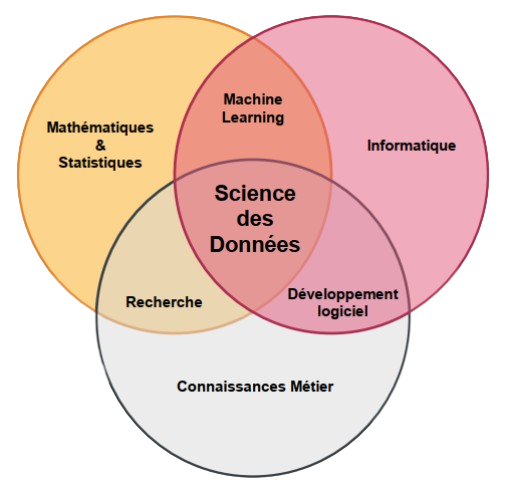 Machine
Learning
Mathématiques
&
Statistiques
Informatique
Science
des
Données
Recherche
Développement
logiciel
Connaissances Métier